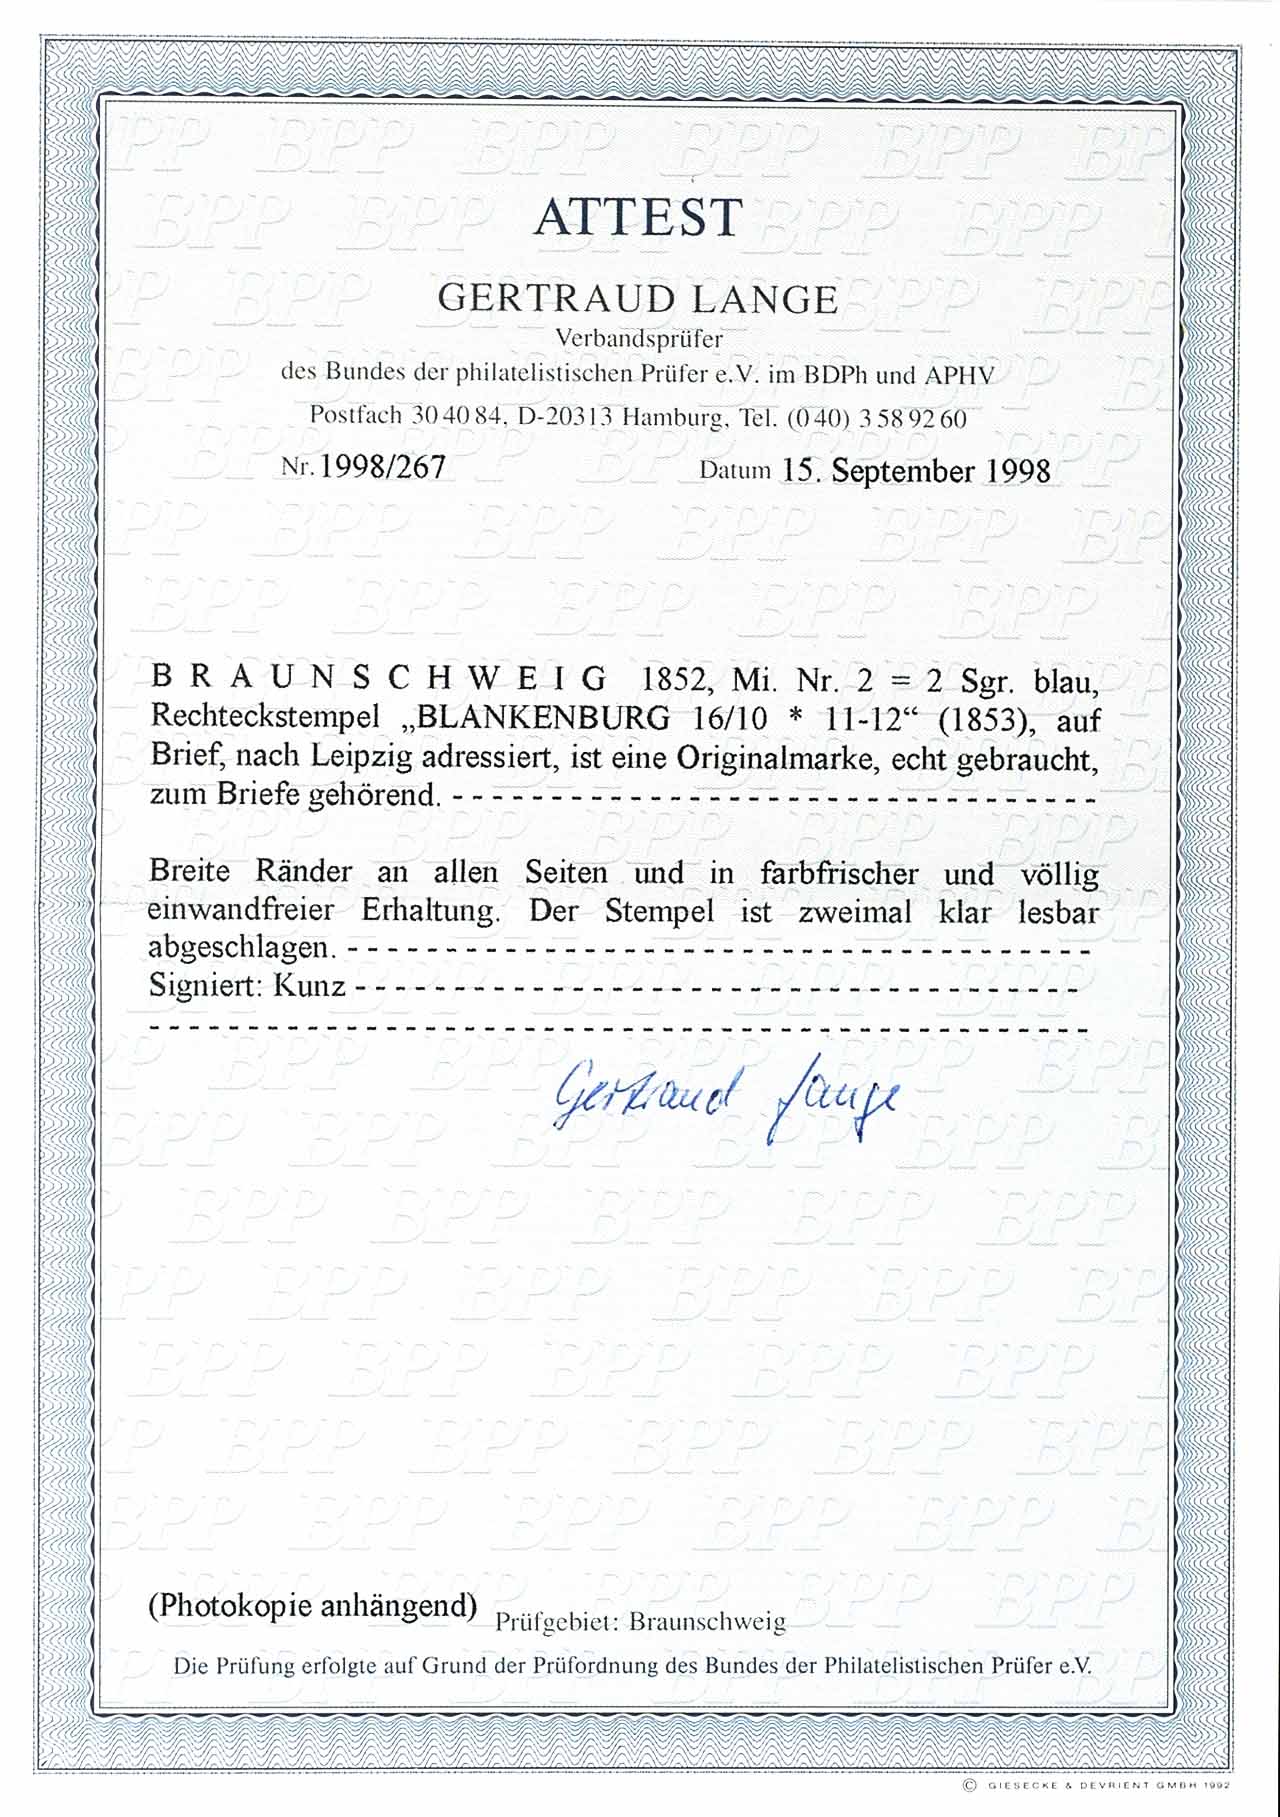 ATTEST
GERTRAUD LANGE
Verbandsprüfer
des Bundes der philatelistischen Prüfer e.V. im BDPh und APHV
Postfach 30 40 84, D-20313 Hamburg, Tel. (0 40) 3 58 92 60
Nr. 1998/267 Datum 15. September 1998
B R A U N S C H W E I G 1852, Mi. Nr. 2 = 2 Sgr. blau,
Rechteckstempel „BLANKENBURG 16/10 * 11-12“ (1853), auf
Brief, nach Leipzig adressiert, ist eine Originalmarke, echt gebraucht,
zum Briefe gehörend. - - - - - - - - - - - - - - - - - - - - - - - - - - - - - - - - -
Breite Ränder an allen Seiten und in farbfrischer und völlig
einwandfreier Erhaltung. Der Stempel ist zweimal klar lesbar
abgeschlagen. - - - - - - - - - - - - - - - - - - - - - - - - - - - - - - - - - - - - - -
Signiert: Kunz - - - - - - - - - - - - - - - - - - - - - - - - - - - - - - - - - - - - -
- - - - - - - - - - - - - - - - - - - - - - - - - - - - - - - - - - - - - - - - - - - - - - - -
Gertraud Lange
(Photokopie anhängend) Prüfgebiet: Braunschweig
Die Prüfung erfolgte auf Grund der Prüfordnung des Bundes der Philatelistischen Prüfer e.V.
© GIESECKE & DEVRIENT GMBH 1992